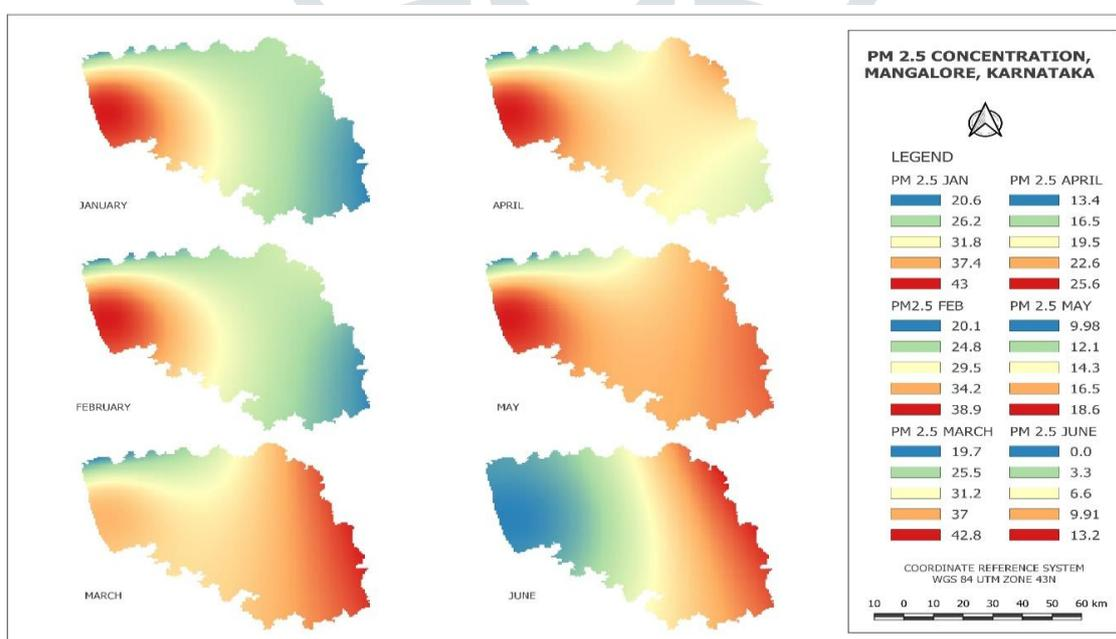 JANUARY
APRIL
FEBRUARY
MAY
MARCH
JUNE
PM 2.5 CONCENTRATION,
MANGALORE, KARNATAKA
LEGEND
PM 2.5 JAN PM 2.5 APRIL
20.6 13.4
26.2 16.5
31.8 19.5
37.4 22.6
43 25.6
PM2.5 FEB PM 2.5 MAY
20.1 9.98
24.8 12.1
29.5 14.3
34.2 16.5
38.9 18.6
PM 2.5 MARCH PM 2.5 JUNE
19.7 0.0
25.5 3.3
31.2 6.6
37 9.91
42.8 13.2
COORDINATE REFERENCE SYSTEM
WGS 84 UTM ZONE 43N
10 0 10 20 30 40 50 60 km